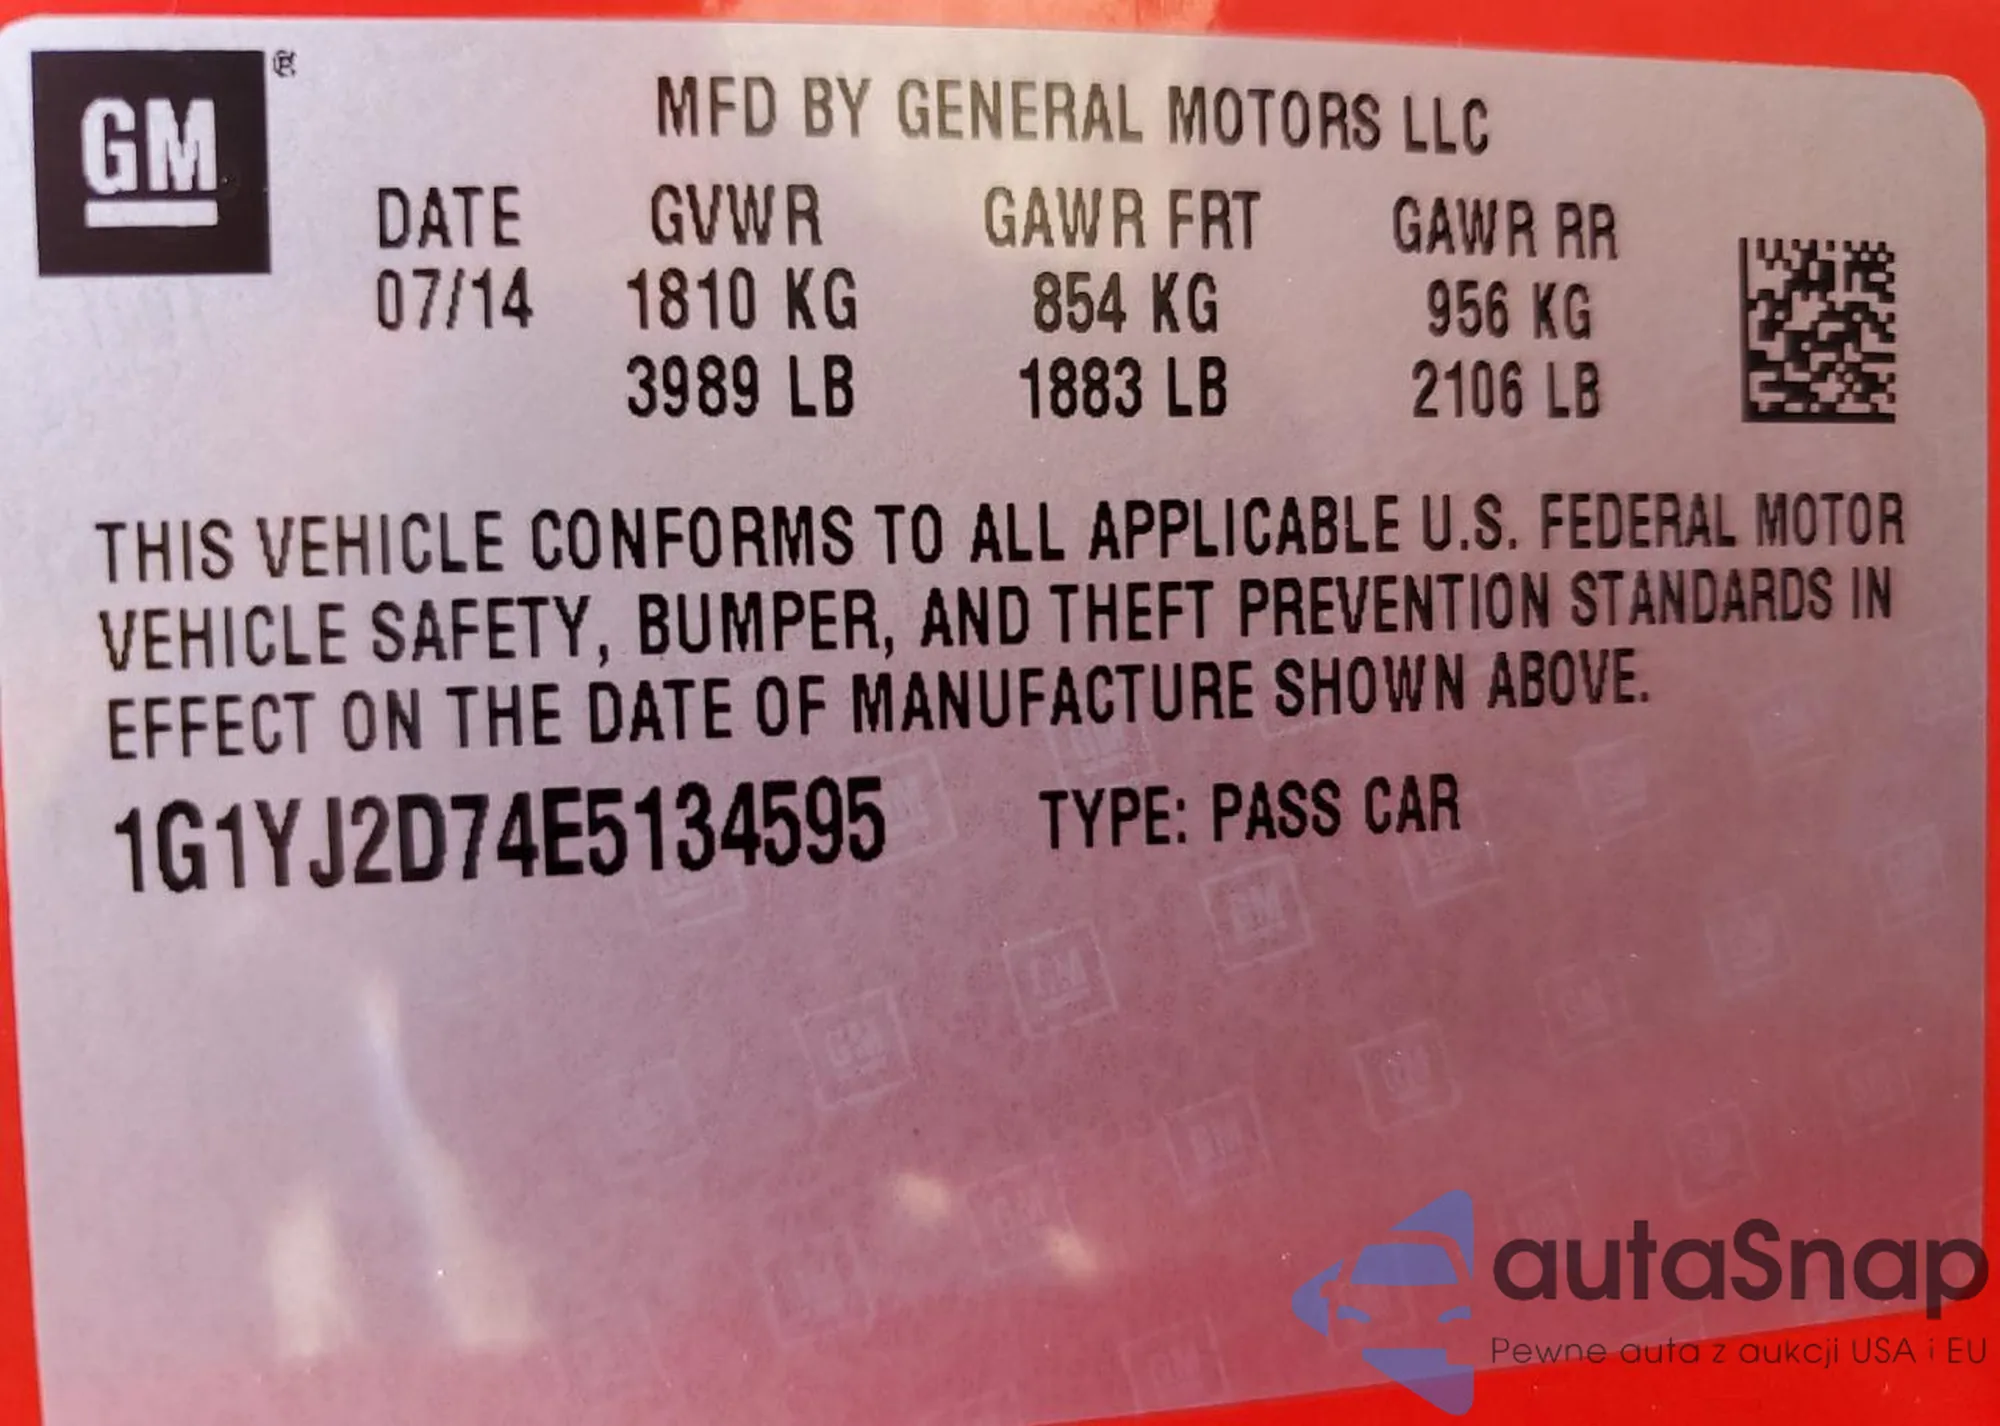 GM®
MFD BY GENERAL MOTORS LLC
DATE GVWR GAWR FRT GAWR RR
07/14 1810 KG 854 KG 956 KG
3989 LB 1883 LB 2106 LB
THIS VEHICLE CONFORMS TO ALL APPLICABLE U.S. FEDERAL MOTOR
VEHICLE SAFETY, BUMPER, AND THEFT PREVENTION STANDARDS IN
EFFECT ON THE DATE OF MANUFACTURE SHOWN ABOVE.
1G1YJ2D74E5134595 TYPE: PASS CAR
autaSnap
Pewne auta z aukcji USA i EU